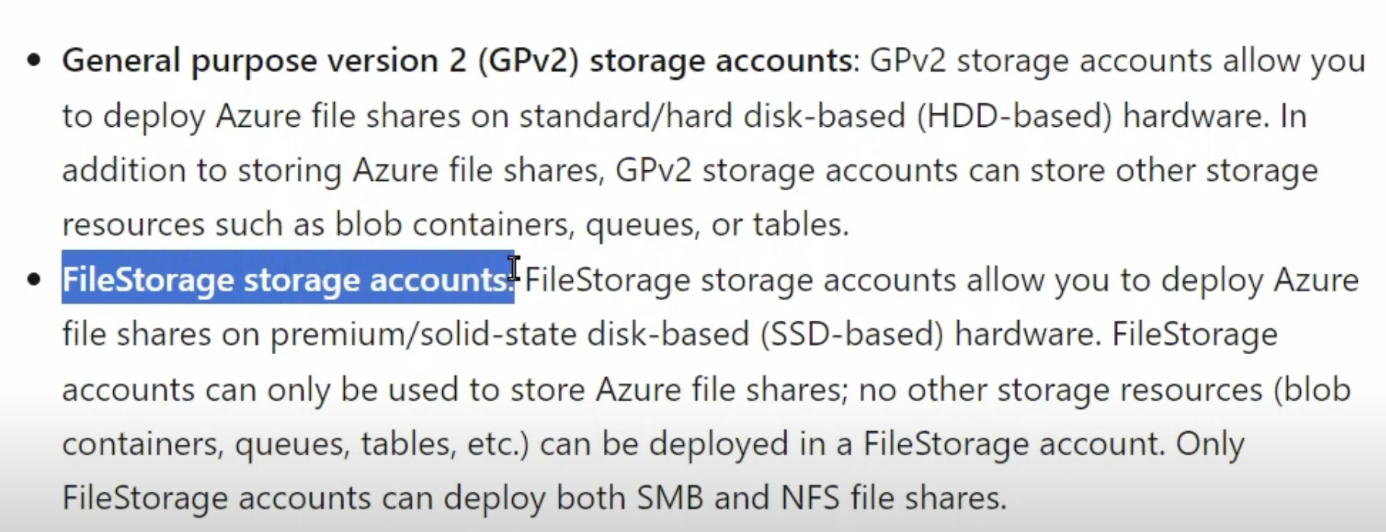 • General purpose version 2 (GPv2) storage accounts: GPv2 storage accounts allow you
to deploy Azure file shares on standard/hard disk-based (HDD-based) hardware. In
addition to storing Azure file shares, GPv2 storage accounts can store other storage
resources such as blob containers, queues, or tables.
• FileStorage storage accounts: FileStorage storage accounts allow you to deploy Azure
file shares on premium/solid-state disk-based (SSD-based) hardware. FileStorage
accounts can only be used to store Azure file shares; no other storage resources (blob
containers, queues, tables, etc.) can be deployed in a FileStorage account. Only
FileStorage accounts can deploy both SMB and NFS file shares.